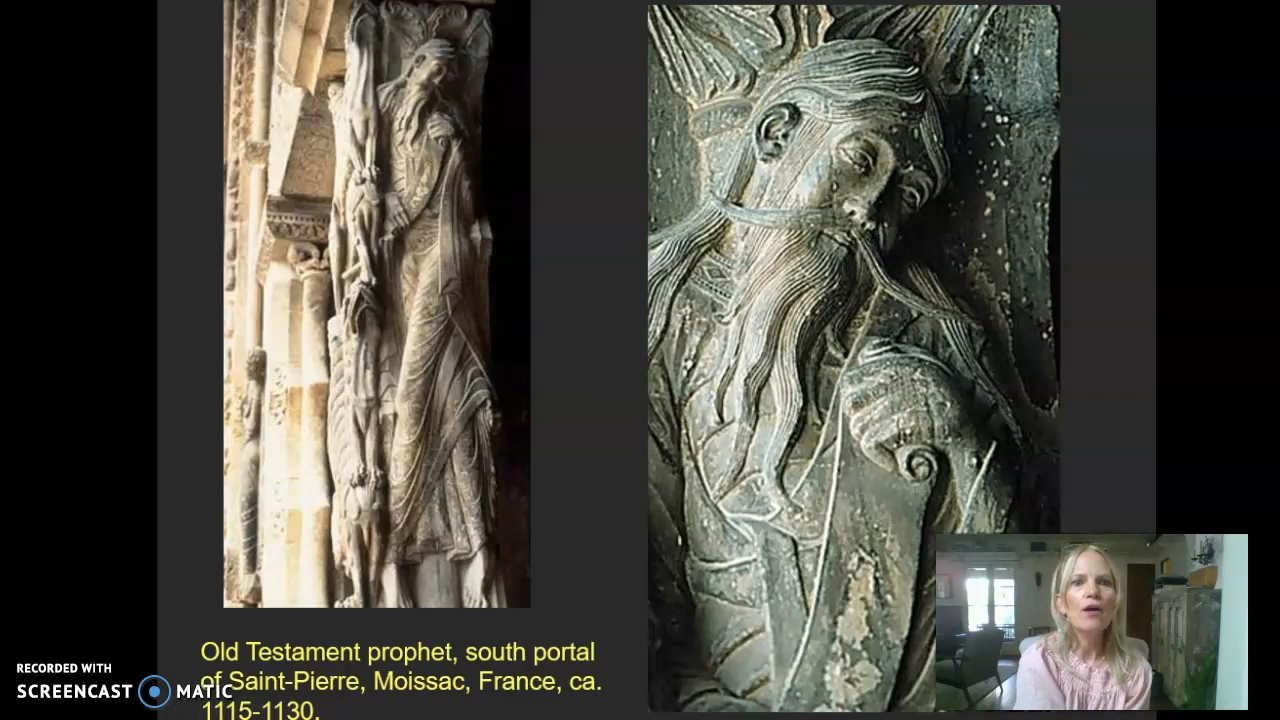 Old Testament prophet, south portal
of Saint-Pierre, Moissac, France, ca.
1115-1130.
RECORDED WITH
SCREENCAST MATIC